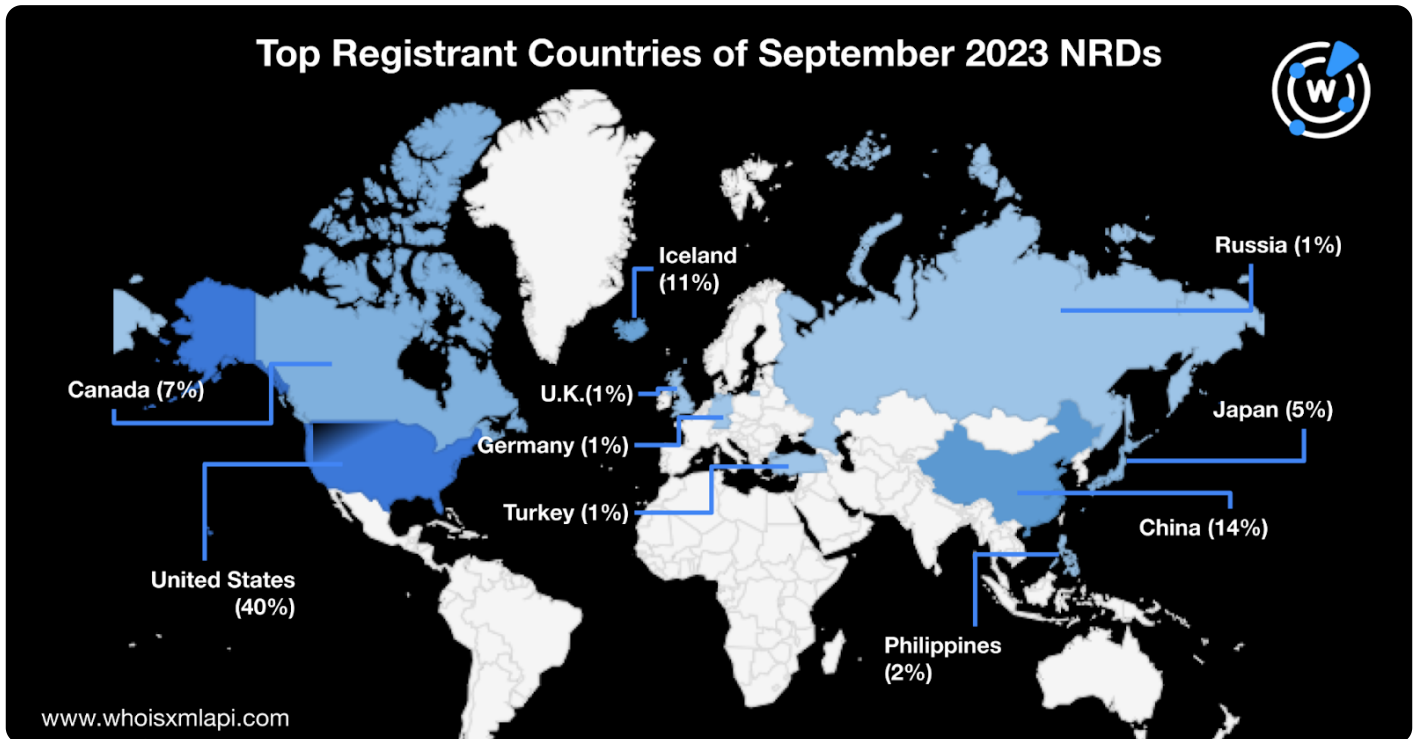 Top Registrant Countries of September 2023 NRDs
W
Iceland
(11%)
Russia (1%)
Canada (7%)
U.K.(1%)
Japan (5%)
Germany (1%)
Turkey (1%)
China (14%)
United States
(40%)
Philippines
(2%)
www.whoisxmlapi.com